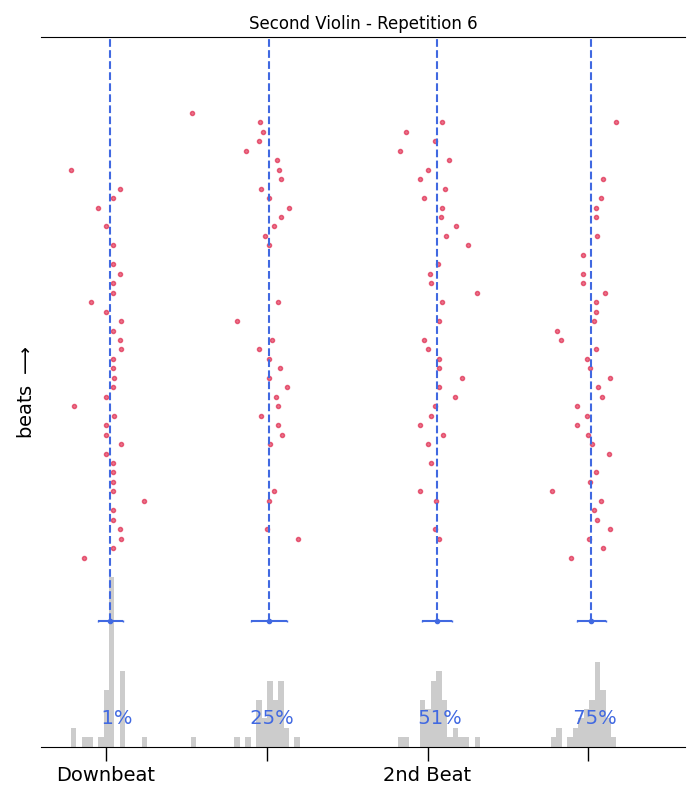 Second Violin - Repetition 6
beats →
1% 25% 51% 75%
Downbeat 2nd Beat